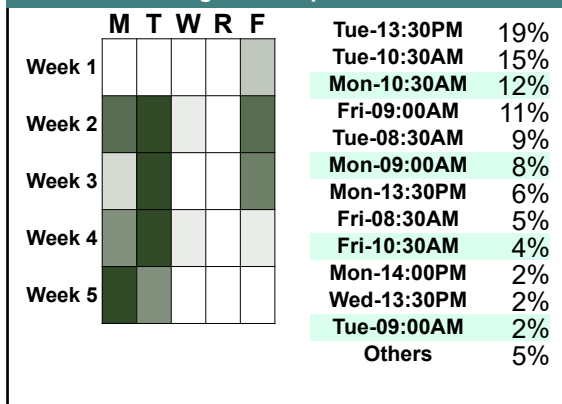 M T W R F
Week 1
Week 2
Week 3
Week 4
Week 5
Tue-13:30PM 19%
Tue-10:30AM 15%
Mon-10:30AM 12%
Fri-09:00AM 11%
Tue-08:30AM 9%
Mon-09:00AM 8%
Mon-13:30PM 6%
Fri-08:30AM 5%
Fri-10:30AM 4%
Mon-14:00PM 2%
Wed-13:30PM 2%
Tue-09:00AM 2%
Others 5%